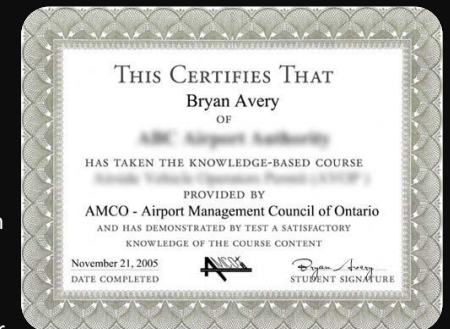 THIS CERTIFIES THAT
Bryan Avery
OF
HAS TAKEN THE KNOWLEDGE-BASED COURSE
PROVIDED BY
AMCO - Airport Management Council of Ontario
AND HAS DEMONSTRATED BY TEST A SATISFACTORY
KNOWLEDGE OF THE COURSE CONTENT
November 21, 2005
AMCO
Bryan Avery
DATE COMPLETED
STUDENT SIGNATURE